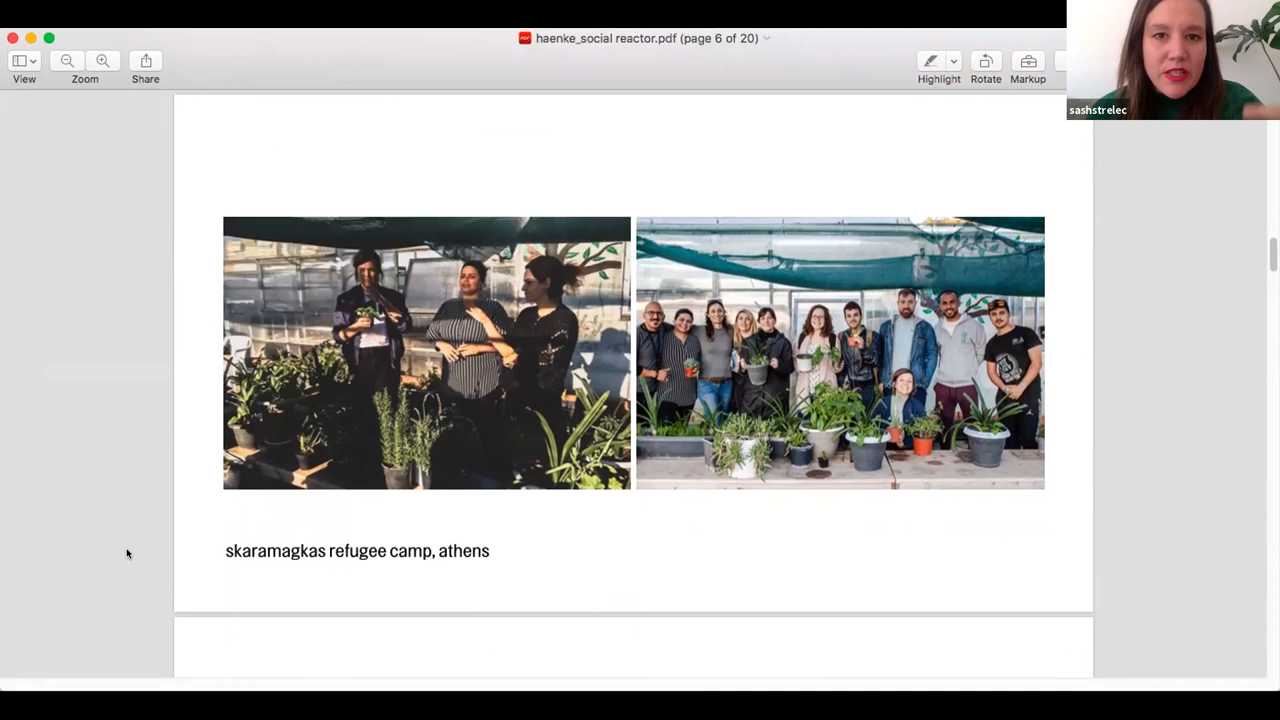 haenke_social reactor.pdf (page 6 of 20)
View
Zoom
Share
Highlight
Rotate
Markup
sashstrelec
skaramagkas refugee camp, athens